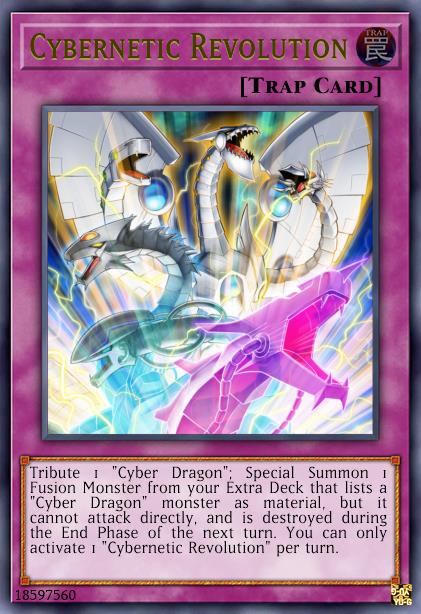 CYBERNETIC REVOLUTION
TRAP
罠
[TRAP CARD]
Tribute 1 "Cyber Dragon"; Special Summon 1
Fusion Monster from your Extra Deck that lists a
"Cyber Dragon" monster as material, but it
cannot attack directly, and is destroyed during
the End Phase of the next turn. You can only
activate 1 "Cybernetic Revolution" per turn.
18597560